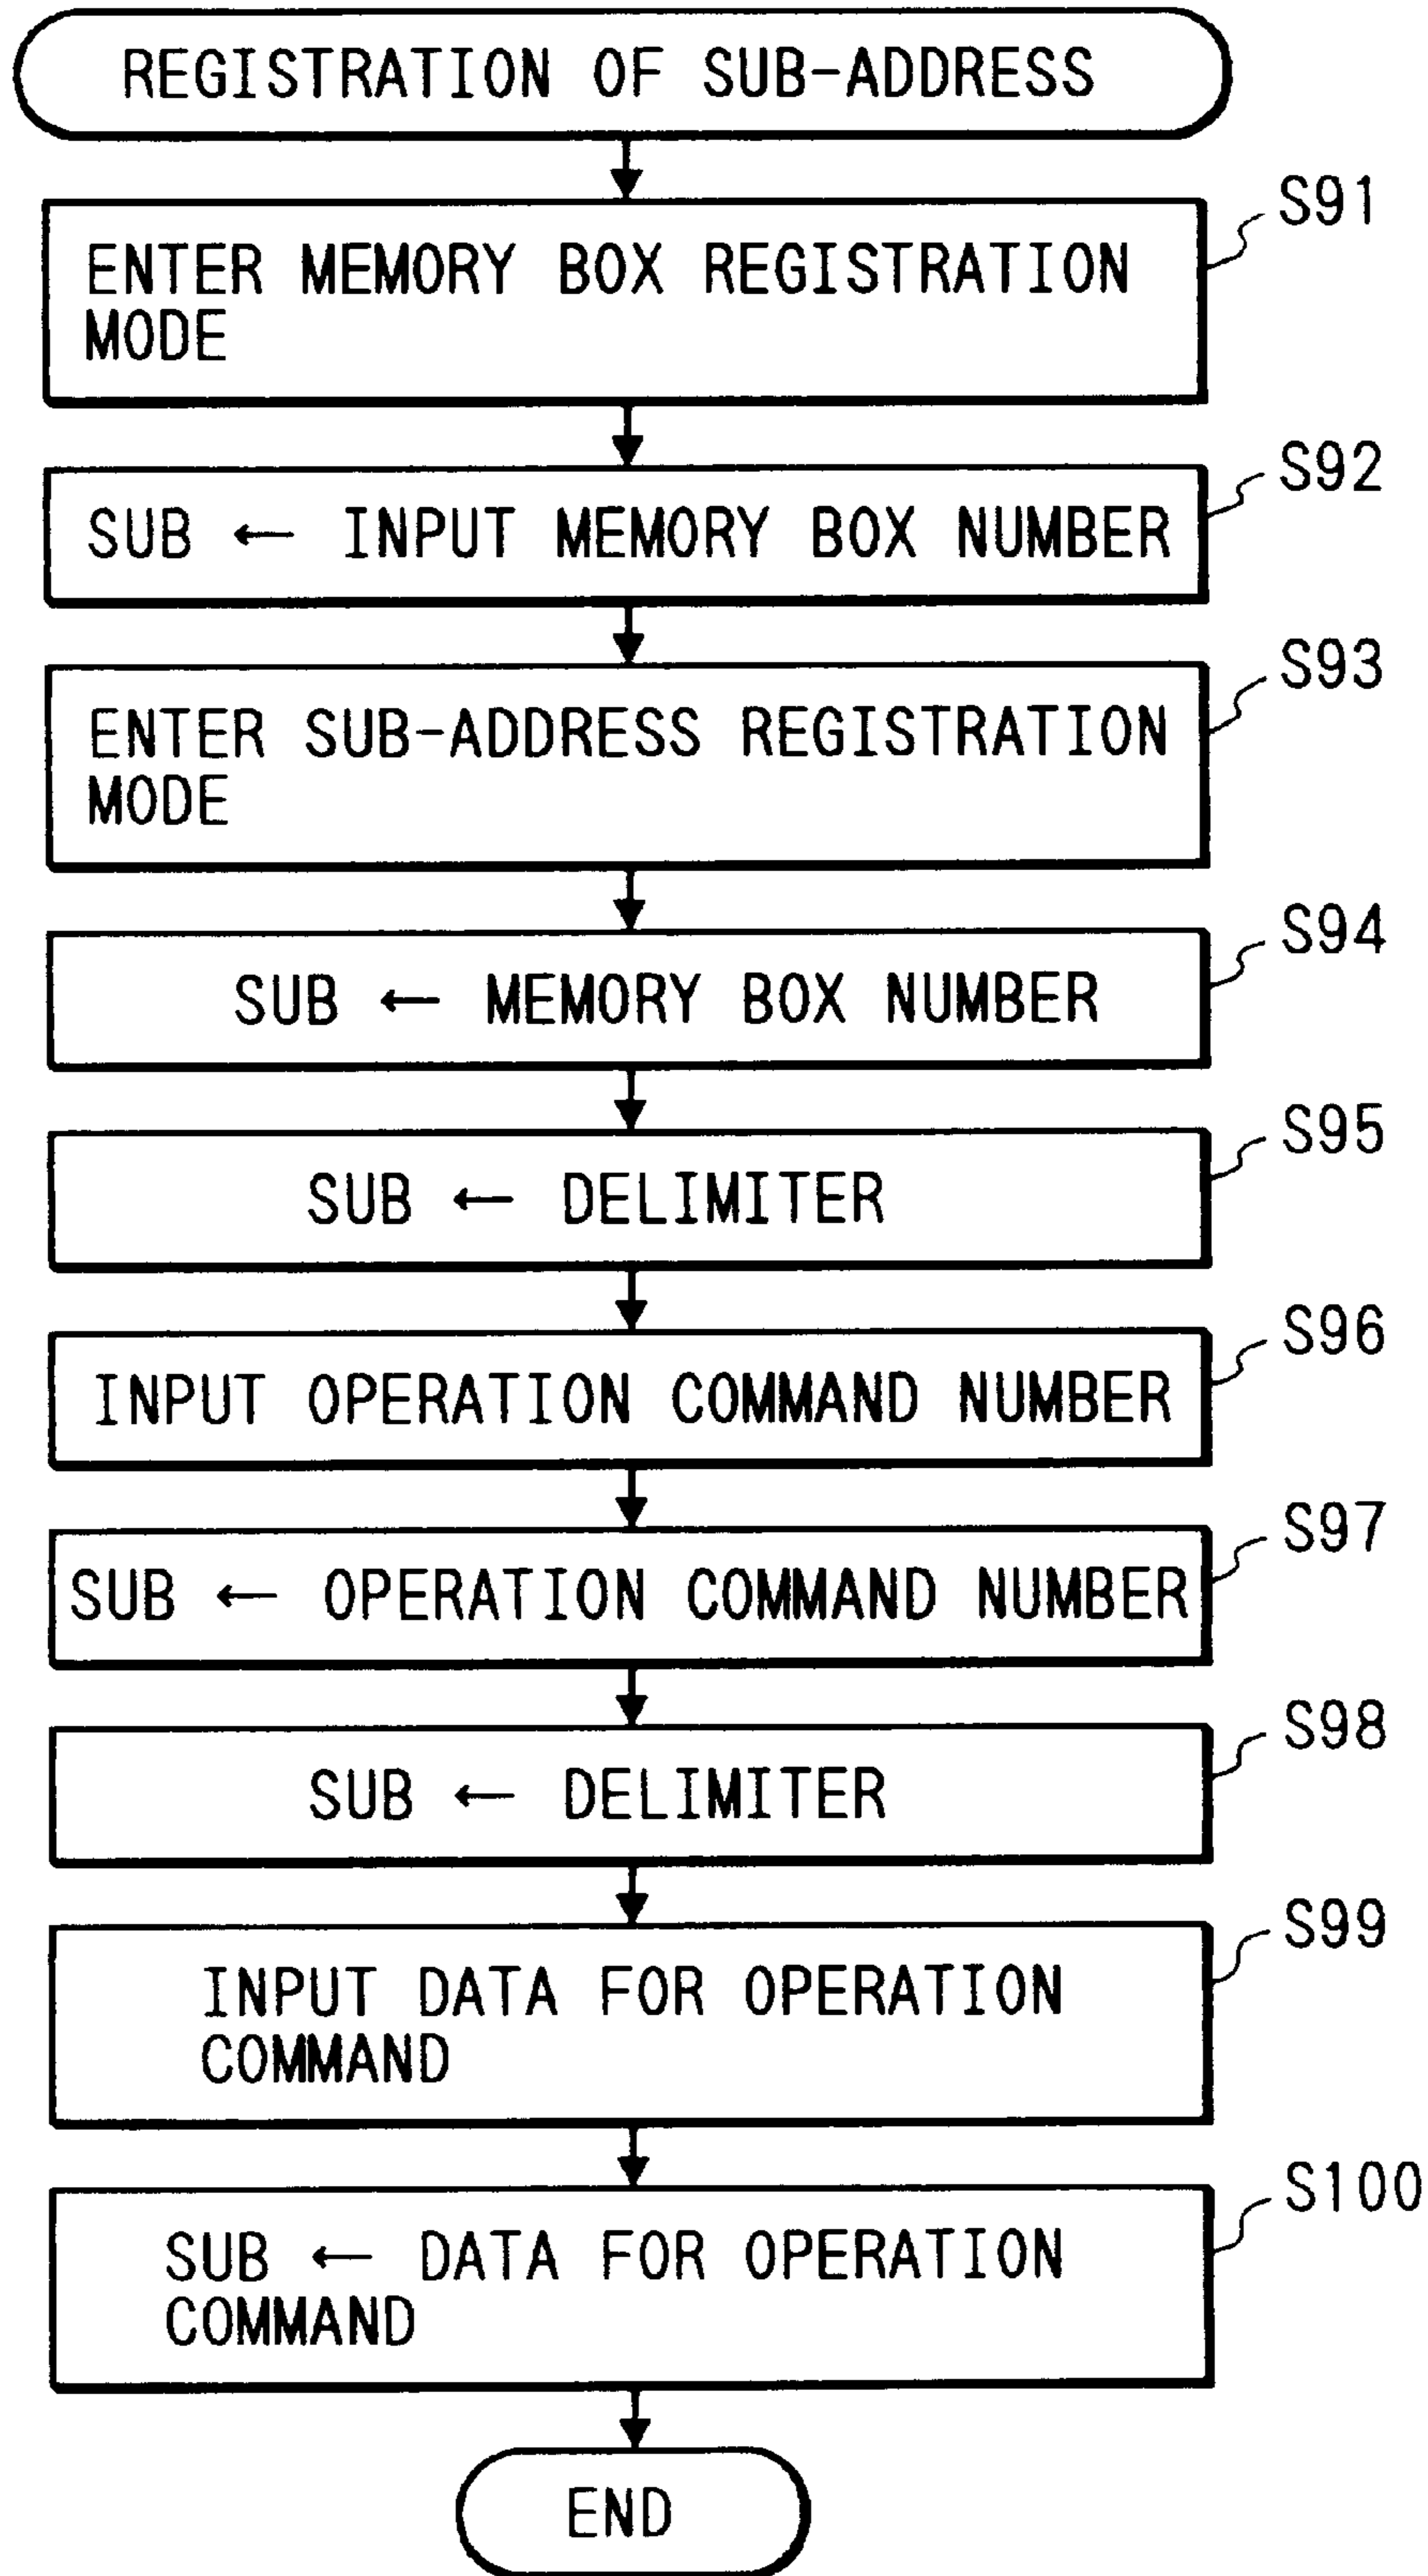 REGISTRATION OF SUB-ADDRESS
S91
ENTER MEMORY BOX REGISTRATION
MODE
S92
SUB ← INPUT MEMORY BOX NUMBER
S93
ENTER SUB-ADDRESS REGISTRATION
MODE
S94
SUB ← MEMORY BOX NUMBER
S95
SUB ← DELIMITER
S96
INPUT OPERATION COMMAND NUMBER
S97
SUB ← OPERATION COMMAND NUMBER
S98
SUB ← DELIMITER
S99
INPUT DATA FOR OPERATION
COMMAND
S100
SUB ← DATA FOR OPERATION
COMMAND
END